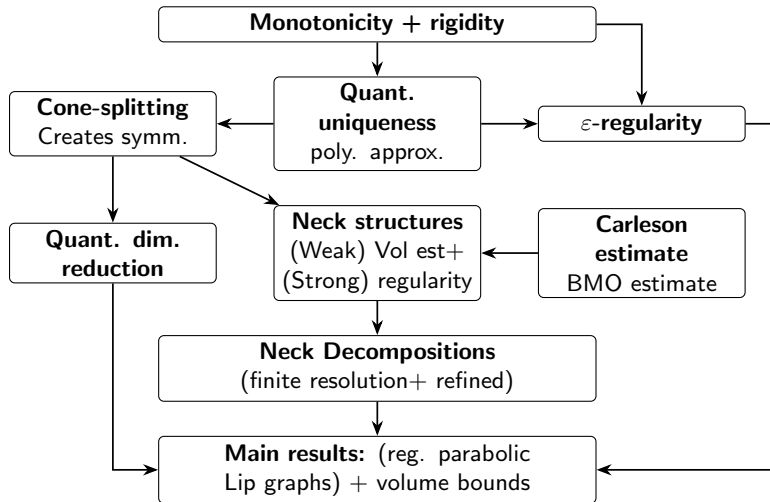 Monotonicity + rigidity
Cone-splitting
Creates symm.
Quant.
uniqueness
poly. approx.
ε-regularity
Quant. dim.
reduction
Neck structures
(Weak) Vol est+
(Strong) regularity
Carleson
estimate
BMO estimate
Neck Decompositions
(finite resolution+ refined)
Main results: (reg. parabolic
Lip graphs) + volume bounds